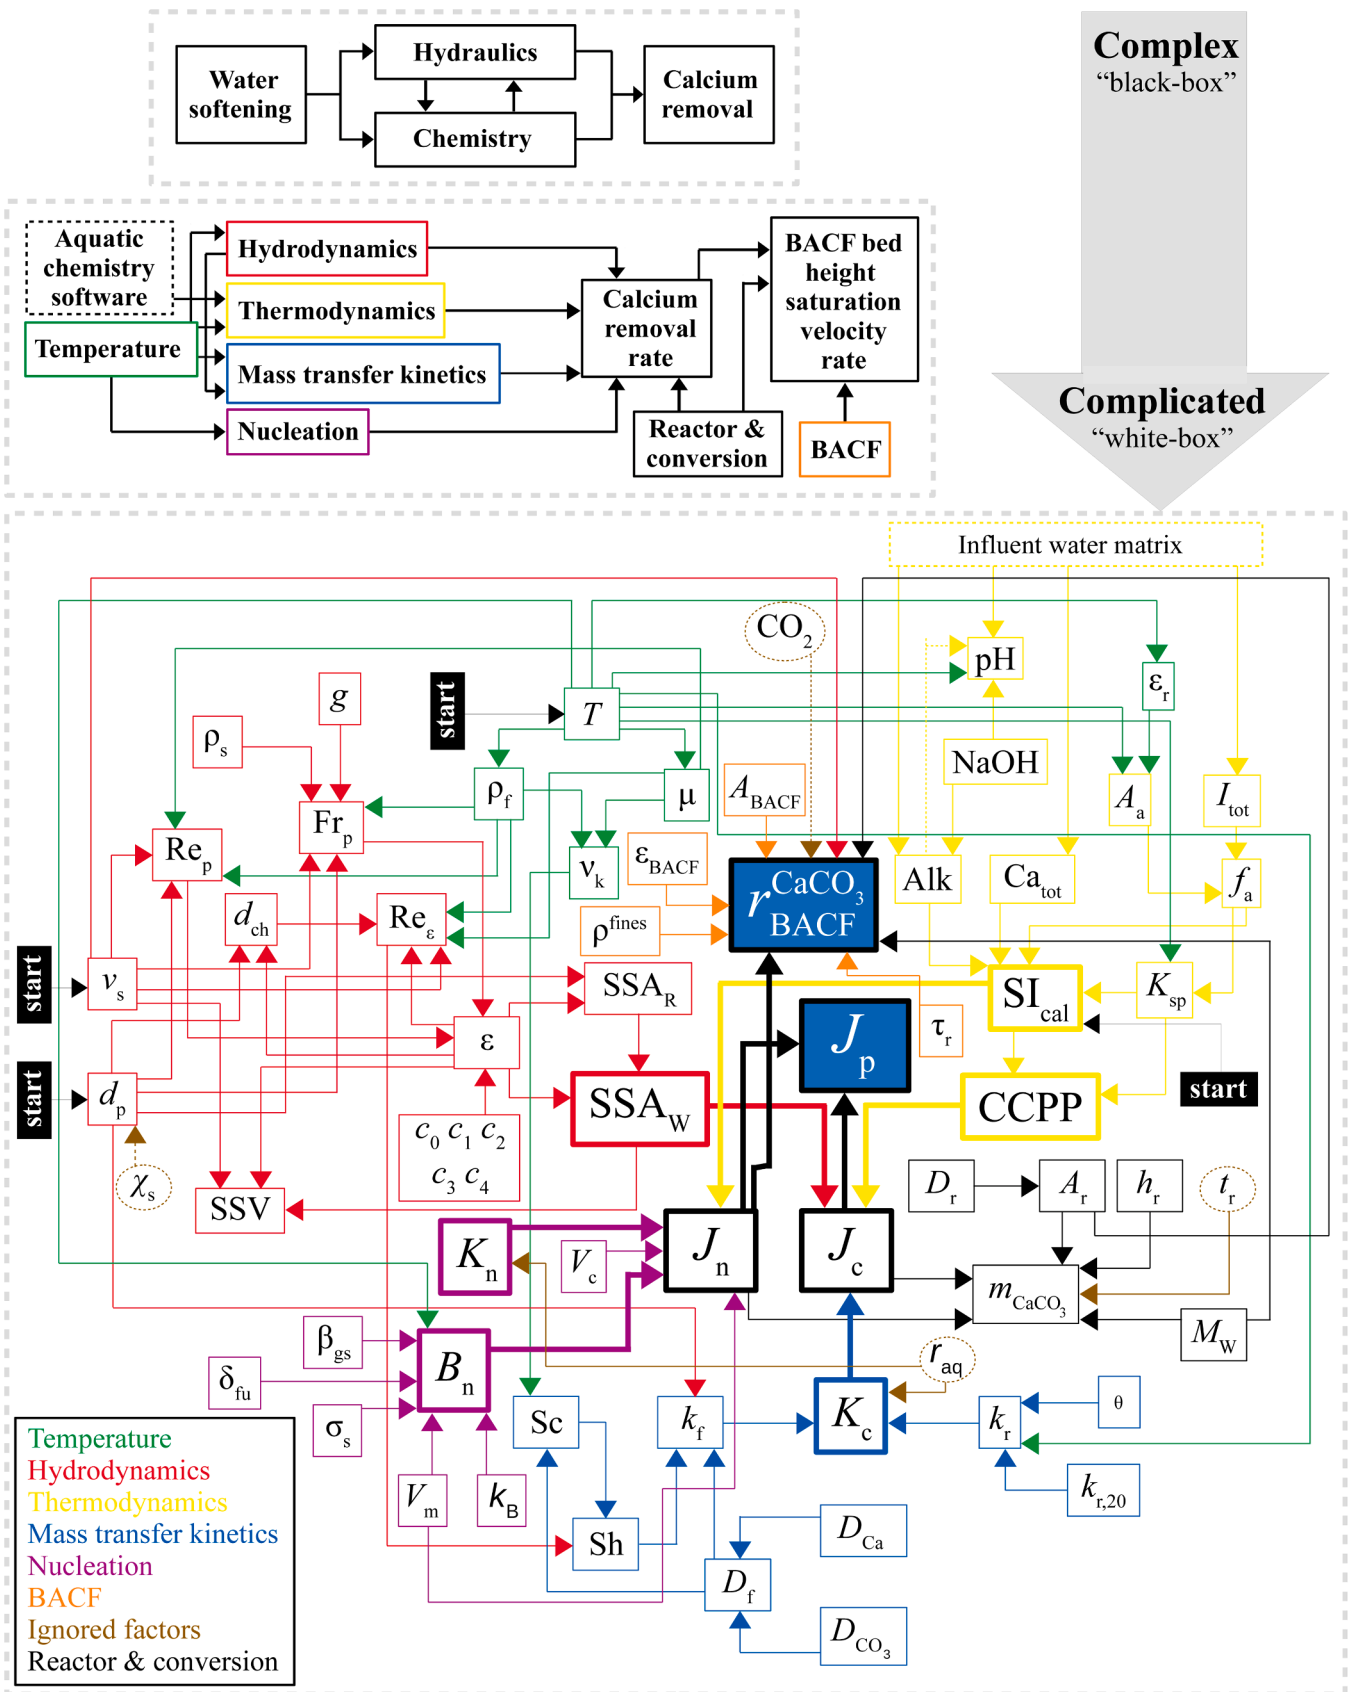 Complex
“black-box”
Hydraulics
Water
softening
Calcium
removal
Chemistry
Aquatic
chemistry
software
Hydrodynamics
BACF bed
height
saturation
velocity
rate
Thermodynamics
Calcium
removal
rate
Temperature
Mass transfer kinetics
Nucleation
Reactor &
conversion
BACF
Complicated
“white-box”
Influent water matrix
CO2
pH
εr
g
start
T
ρs
NaOH
ρf
μ
ABACF
Aa
Itot
Frp
Rep
εBACF
νk
Alk
Catot
fa
rCaCO3BACF
dch
Reε
ρfines
start
vs
SSAR
SIcal
Ksp
ε
Jp
τr
start
dp
SSAW
CCPP
start
c0 c1 c2
c3 c4
χs
Dr
Ar
hr
tr
SSV
Kn
Vc
Jn
Jc
mCaCO3
MW
βgs
raq
Bn
δfu
σs
Sc
kf
Kc
kr
θ
Vm
kB
kr,20
Sh
DCa
Df
DCO3
Temperature
Hydrodynamics
Thermodynamics
Mass transfer kinetics
Nucleation
BACF
Ignored factors
Reactor & conversion